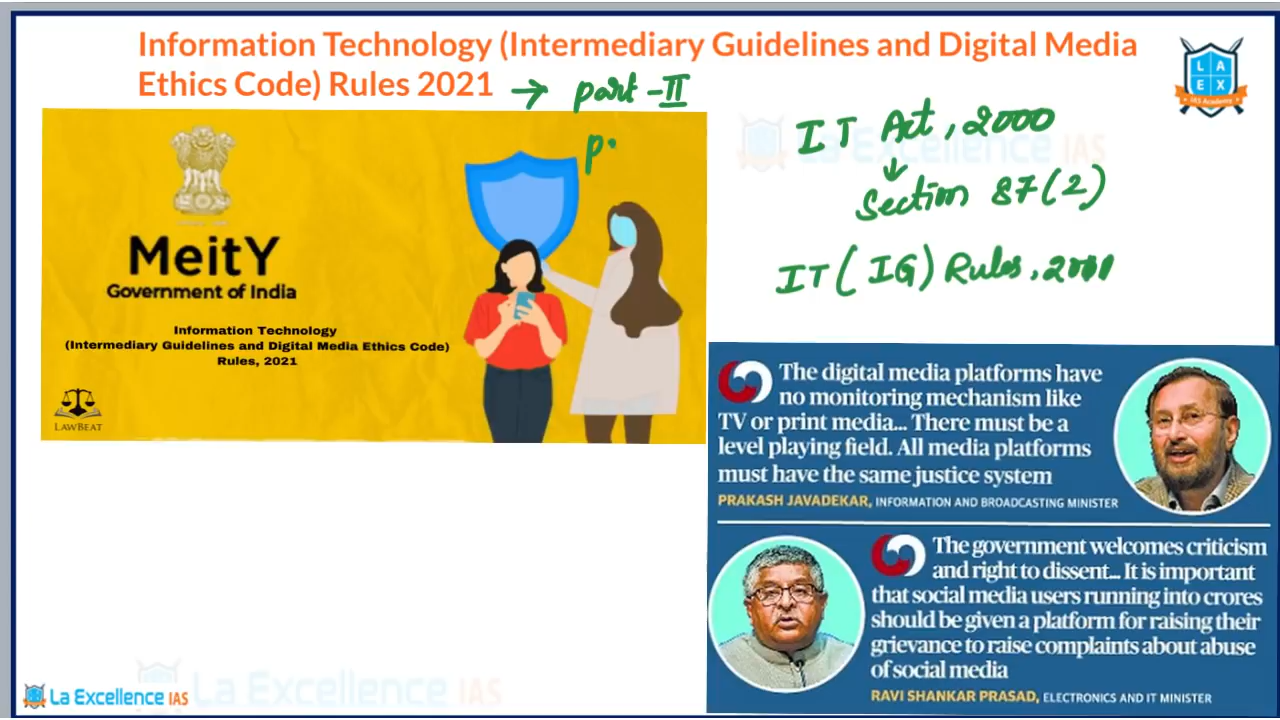 Information Technology (Intermediary Guidelines and Digital Media
Ethics Code) Rules 2021 → part-II
p.
IT Act, 2000
↓
Section 87(2)
IT (IG) Rules, 2011
L A
E X
IAS Academy
La Excellence IAS
MeitY
Government of India
Information Technology
(Intermediary Guidelines and Digital Media Ethics Code)
Rules, 2021
LAWBEAT
The digital media platforms have
no monitoring mechanism like
TV or print media... There must be a
level playing field. All media platforms
must have the same justice system
PRAKASH JAVADEKAR, INFORMATION AND BROADCASTING MINISTER
The government welcomes criticism
and right to dissent... It is important
that social media users running into crores
should be given a platform for raising their
grievance to raise complaints about abuse
of social media
RAVI SHANKAR PRASAD, ELECTRONICS AND IT MINISTER
La Excellence IAS
La Excellence IAS